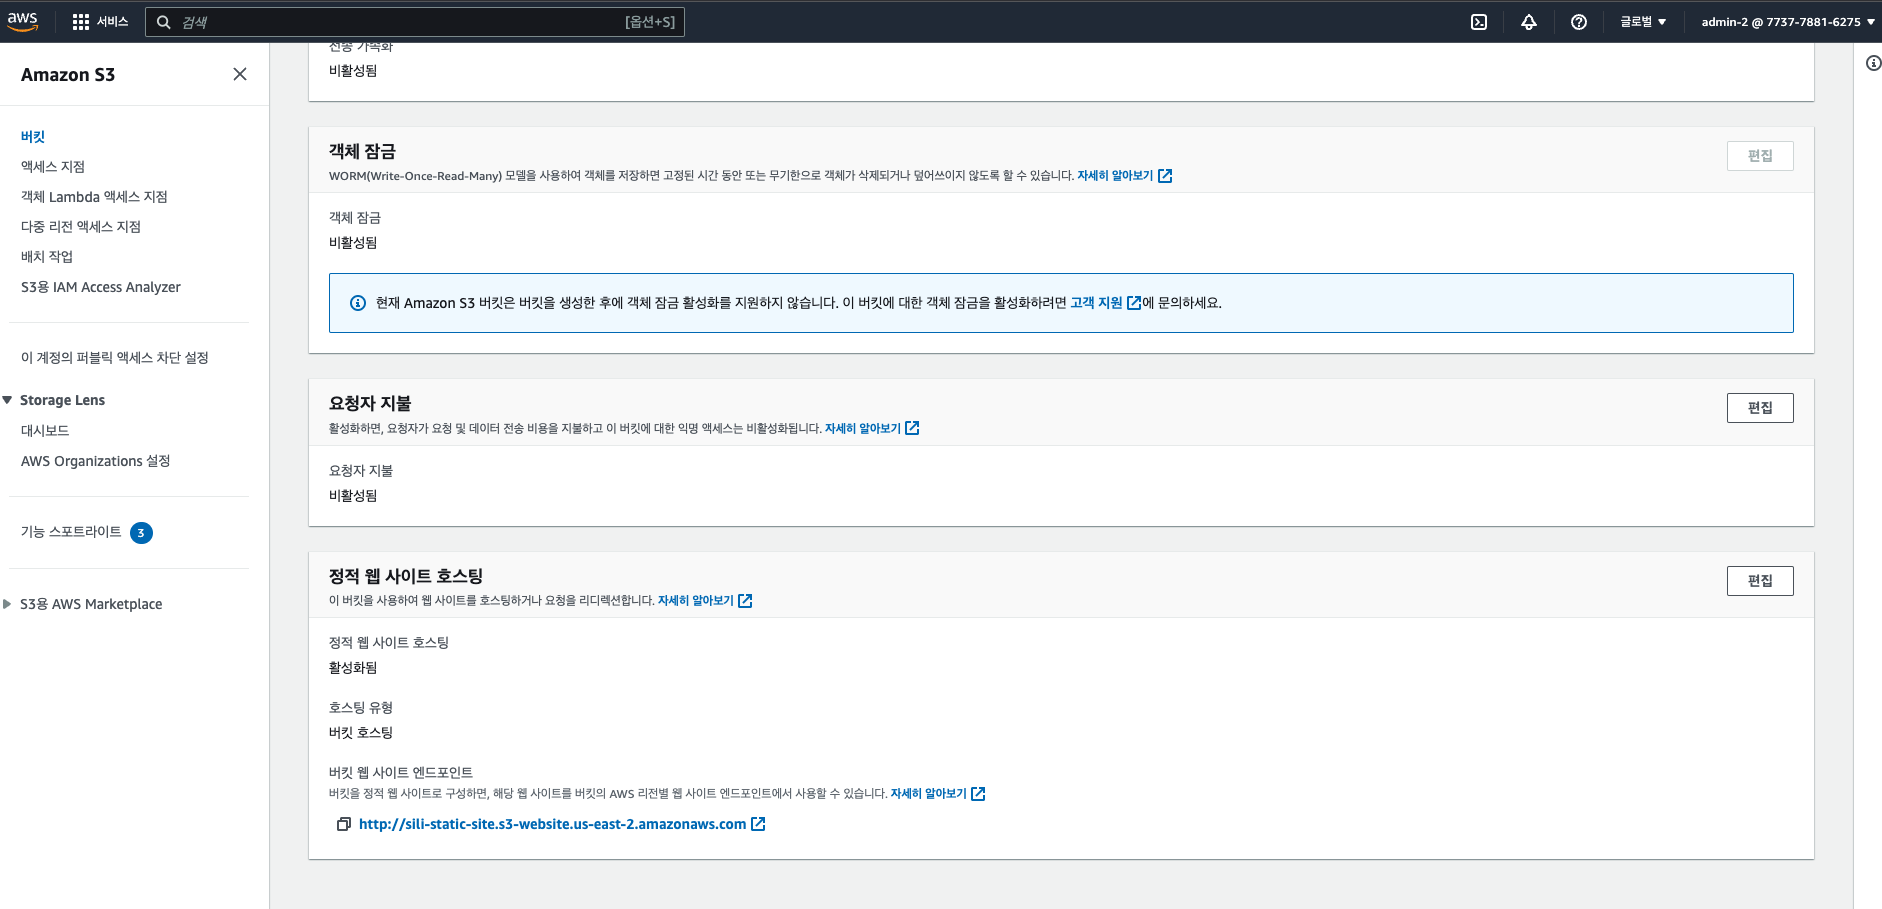 aws
서비스
검색
[옵션+S]
글로벌
admin-2 @ 7737-7881-6275
Amazon S3
버킷
액세스 지점
객체 Lambda 액세스 지점
다중 리전 액세스 지점
배치 작업
S3용 IAM Access Analyzer
이 계정의 퍼블릭 액세스 차단 설정
Storage Lens
대시보드
AWS Organizations 설정
기능 스포트라이트 3
S3용 AWS Marketplace
전송 가속화
비활성됨
객체 잠금
편집
WORM(Write-Once-Read-Many) 모델을 사용하여 객체를 저장하면 고정된 시간 동안 또는 무기한으로 객체가 삭제되거나 덮어쓰이지 않도록 할 수 있습니다. 자세히 알아보기
객체 잠금
비활성됨
현재 Amazon S3 버킷은 버킷을 생성한 후에 객체 잠금 활성화를 지원하지 않습니다. 이 버킷에 대한 객체 잠금을 활성화하려면 고객 지원에 문의하세요.
요청자 지불
편집
활성화하면, 요청자가 요청 및 데이터 전송 비용을 지불하고 이 버킷에 대한 익명 액세스는 비활성화됩니다. 자세히 알아보기
요청자 지불
비활성됨
정적 웹 사이트 호스팅
편집
이 버킷을 사용하여 웹 사이트를 호스팅하거나 요청을 리디렉션합니다. 자세히 알아보기
정적 웹 사이트 호스팅
활성화됨
호스팅 유형
버킷 호스팅
버킷 웹 사이트 엔드포인트
버킷을 정적 웹 사이트로 구성하면, 해당 웹 사이트를 버킷의 AWS 리전별 웹 사이트 엔드포인트에서 사용할 수 있습니다. 자세히 알아보기
http://sili-static-site.s3-website.us-east-2.amazonaws.com